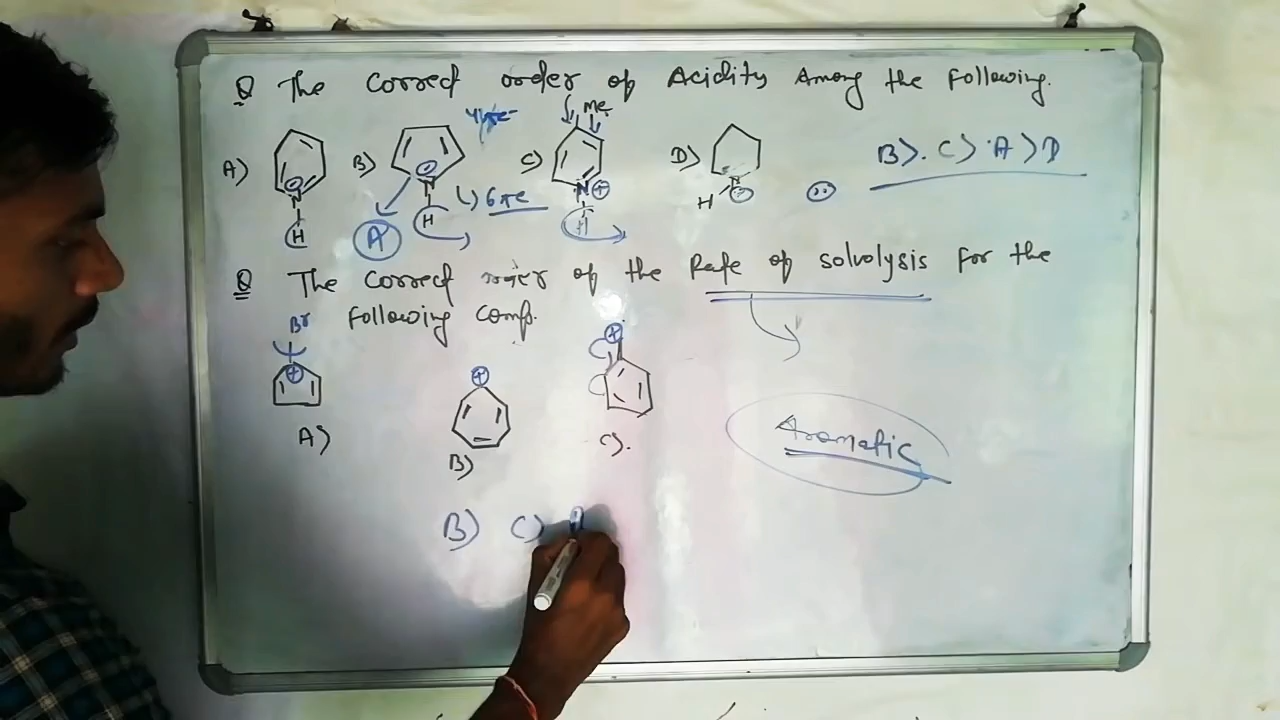 Q The Correct order of Acidity Among the following.
A) N H
B) N H 6πe
C) Me N ⊕ H
D) N H
B> C> A > D
A
Q The Correct order of the Rate of solvolysis for the
following Comp.
Br ⊕ A)
⊕ B)
⊕ C).
Aromatic
B) C)